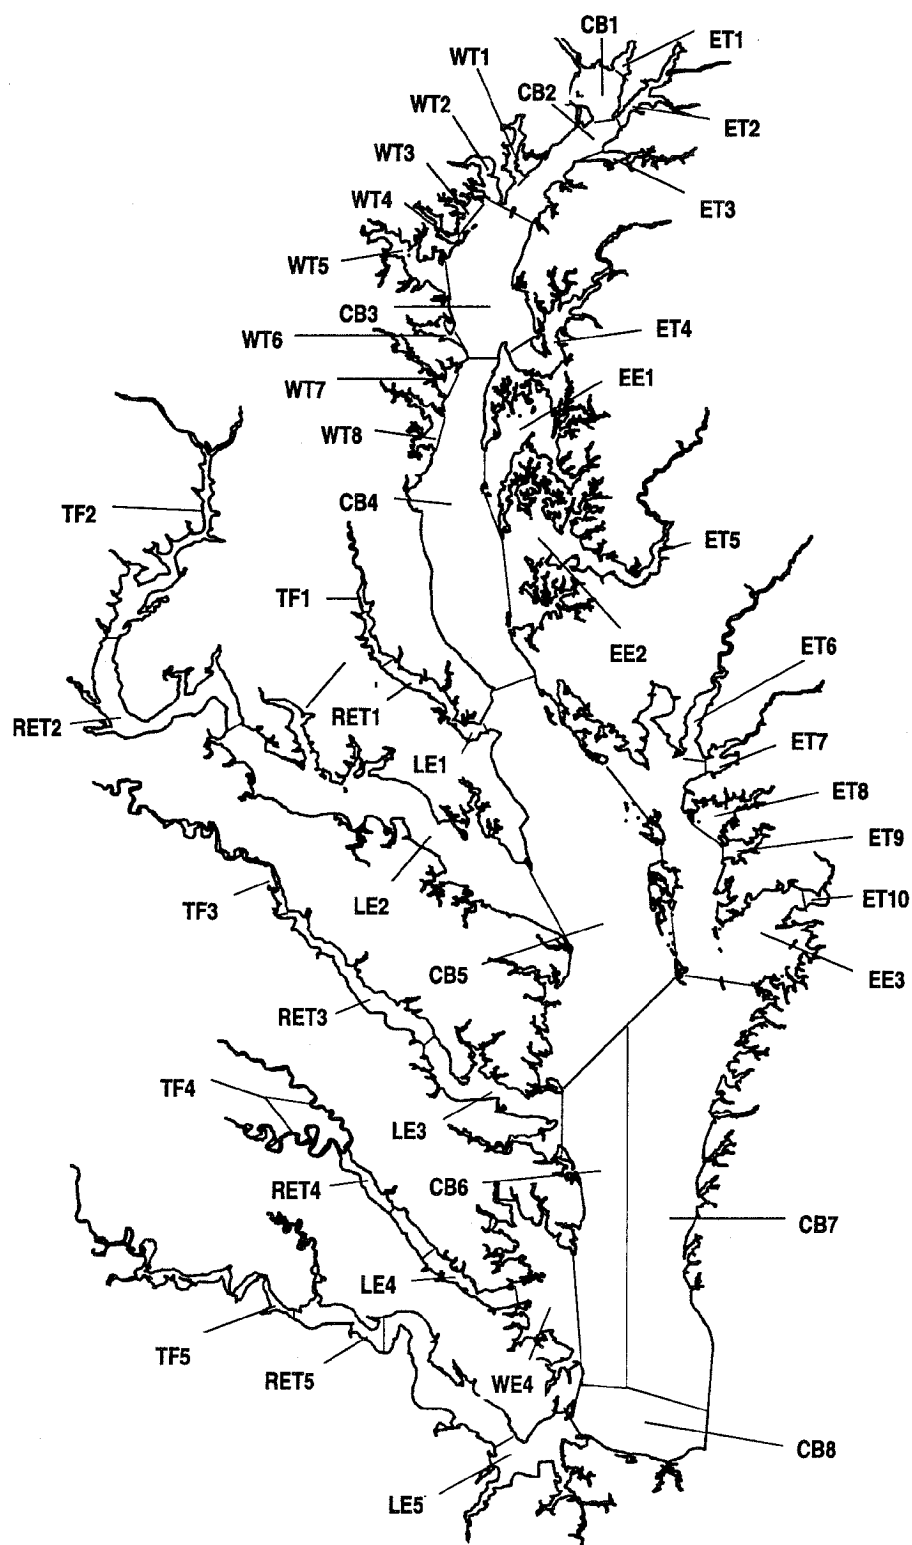 CB1
ET1
WT1
CB2
WT2
ET2
WT3
WT4
ET3
WT5
CB3
ET4
WT6
EE1
WT7
WT8
CB4
TF2
ET5
TF1
EE2
ET6
RET1
RET2
ET7
LE1
ET8
ET9
ET10
LE2
TF3
CB5
EE3
RET3
TF4
LE3
RET4
CB6
CB7
LE4
TF5
RET5
WE4
CB8
LE5